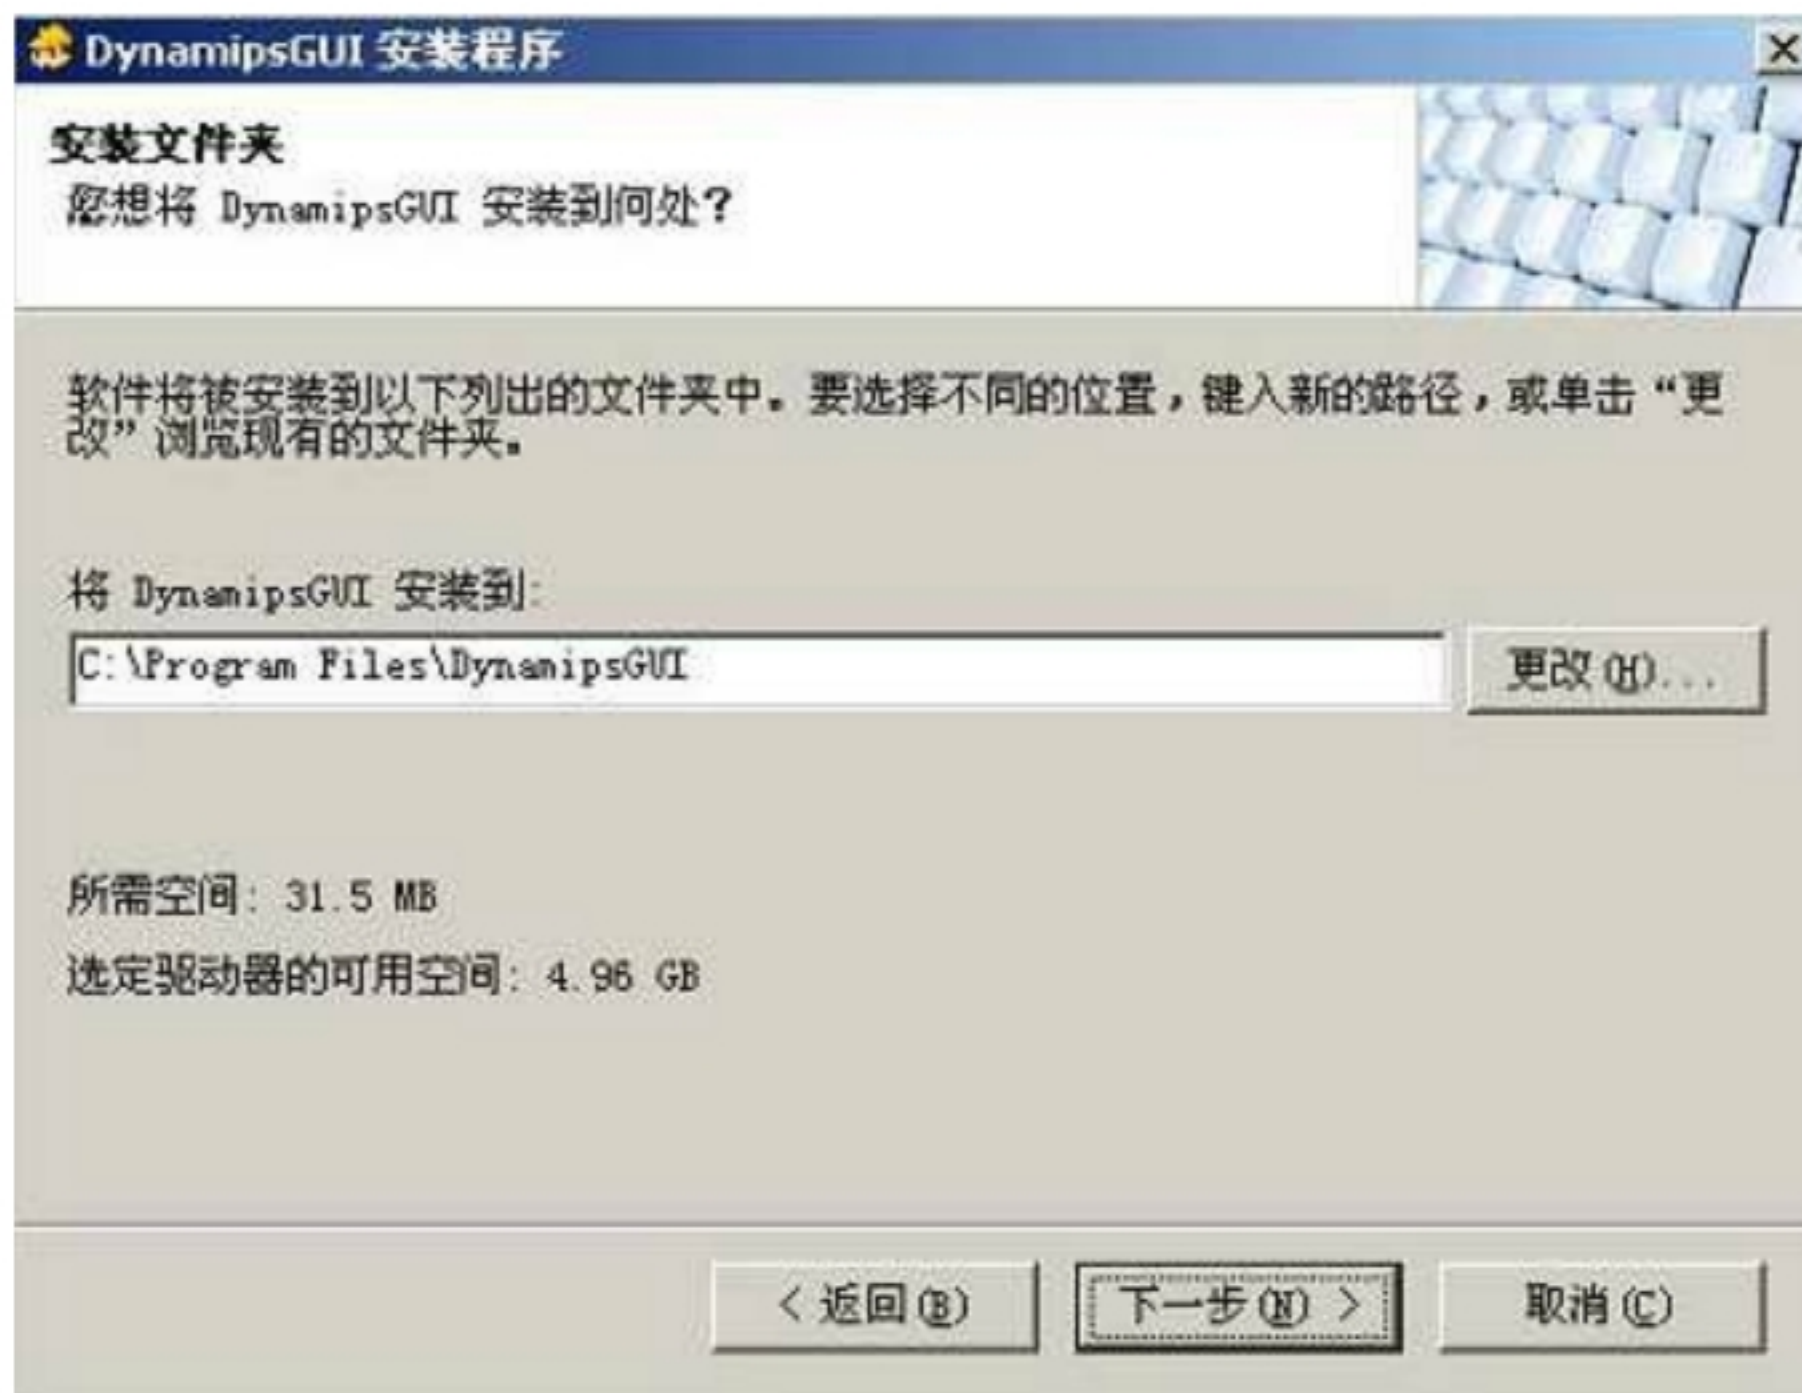 DynamipsGUI 安装程序
安装文件夹
您想将 DynamipsGUI 安装到何处?
软件将被安装到以下列出的文件夹中。要选择不同的位置，键入新的路径，或单击“更
改”浏览现有的文件夹。
将 DynamipsGUI 安装到:
C:\Program Files\DynamipsGUI
更改(H)...
所需空间: 31.5 MB
选定驱动器的可用空间: 4.96 GB
< 返回(B)
下一步(N) >
取消(C)